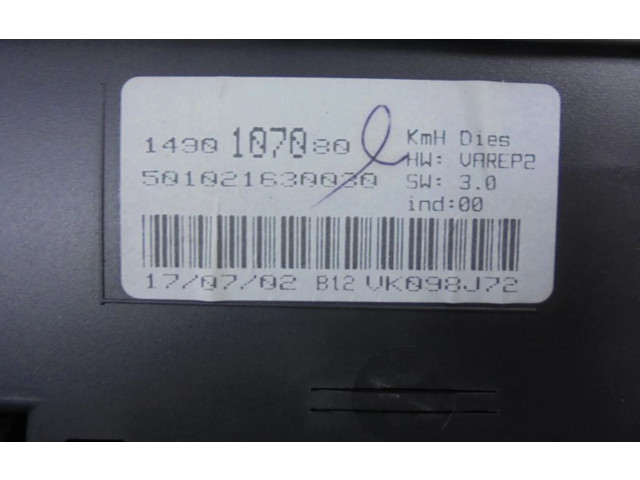 1490 1070 80
501021630030
KmH Dies
HW: VAREP2
SW: 3.0
ind:00
17/07/02 B12 VK098J72